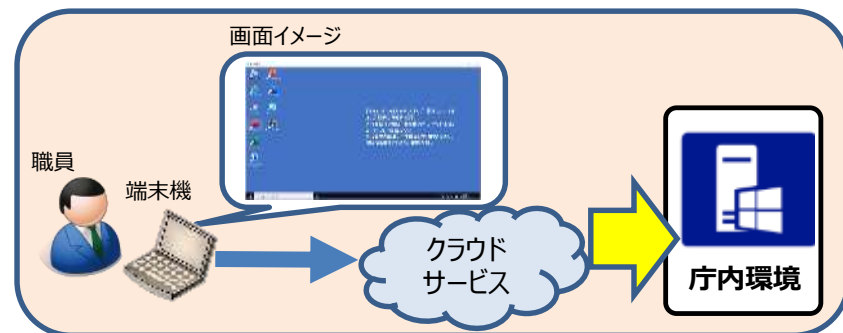 画面イメージ
職員
端末機
クラウド
サービス
庁内環境